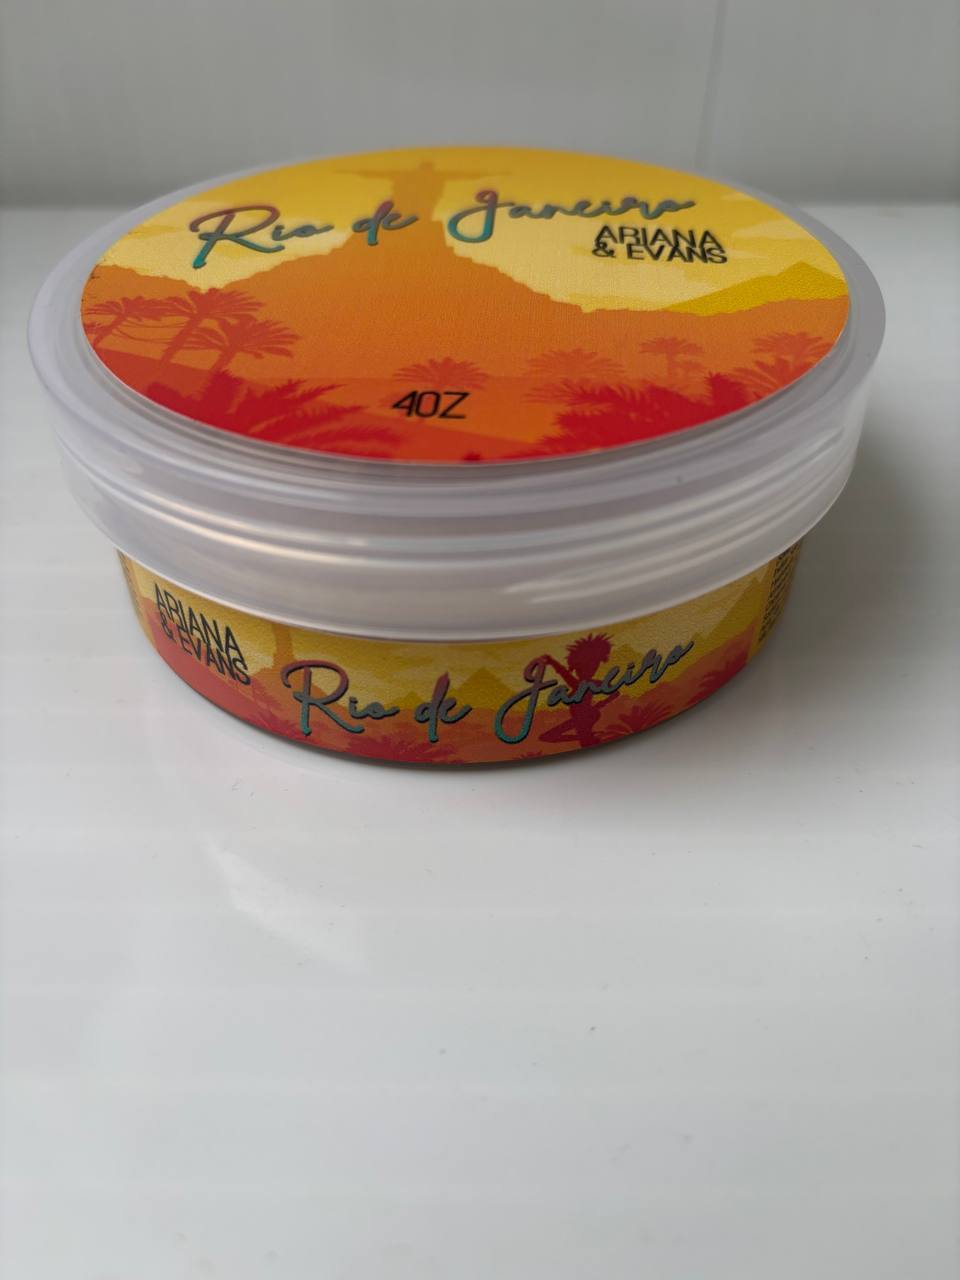 Rio de Janeiro
ARIANA
& EVANS
4OZ
ARIANA
& EVANS
Rio de Janeiro